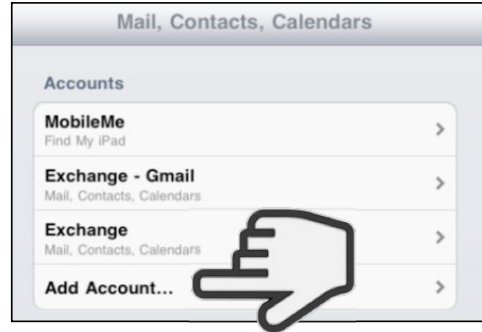 Mail, Contacts, Calendars
Accounts
MobileMe
Find My iPad
Exchange - Gmail
Mail, Contacts, Calendars
Exchange
Mail, Contacts, Calendars
Add Account...